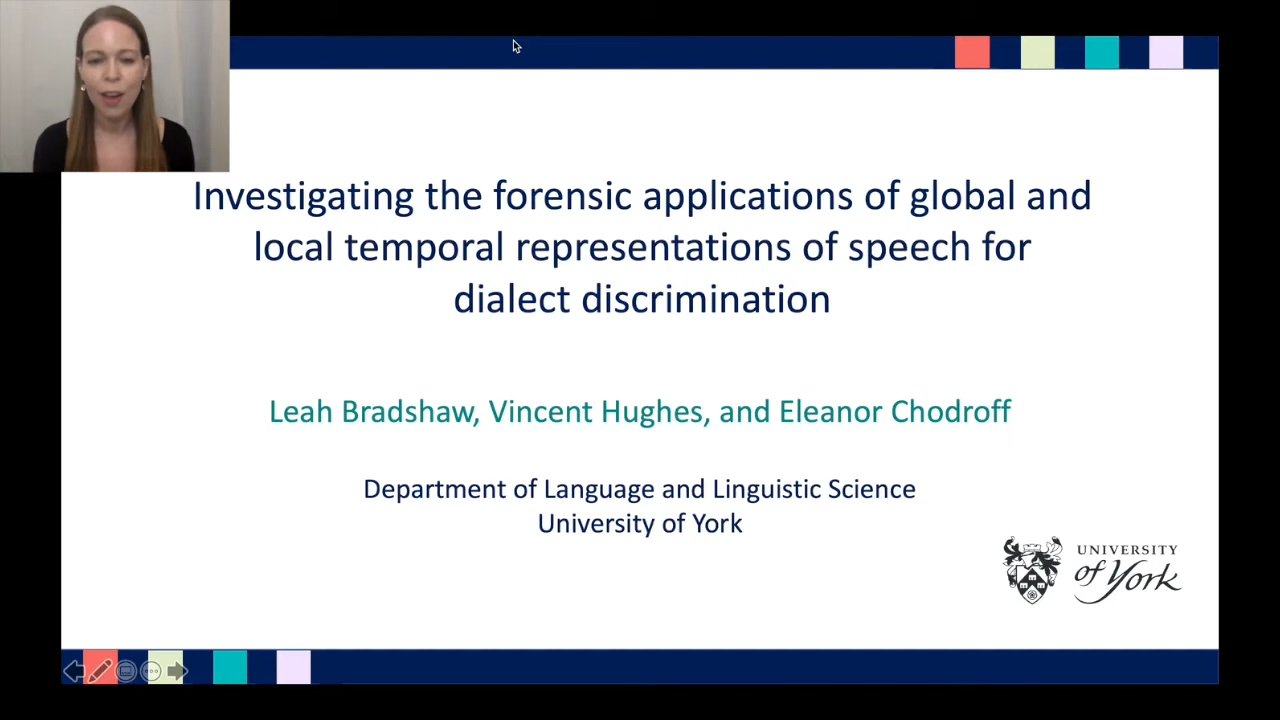 Investigating the forensic applications of global and
local temporal representations of speech for
dialect discrimination
Leah Bradshaw, Vincent Hughes, and Eleanor Chodroff
Department of Language and Linguistic Science
University of York
UNIVERSITY
of York